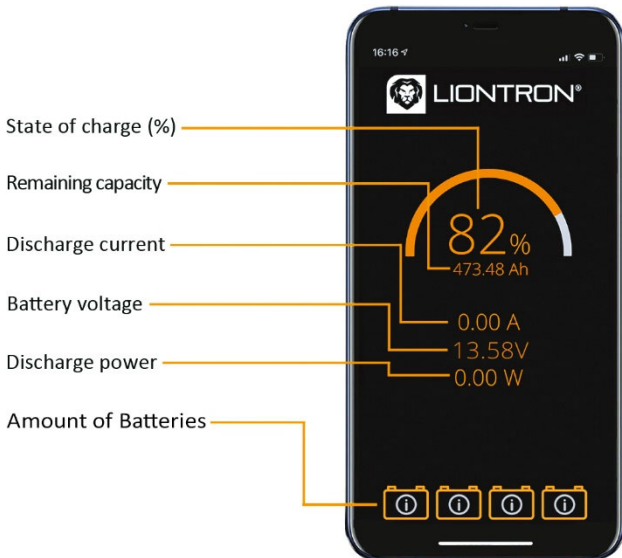 16:16
LIONTRON®
State of charge (%)
Remaining capacity
82%
473.48 Ah
Discharge current
Battery voltage
0.00 A
13.58V
Discharge power
0.00 W
Amount of Batteries
i i i i